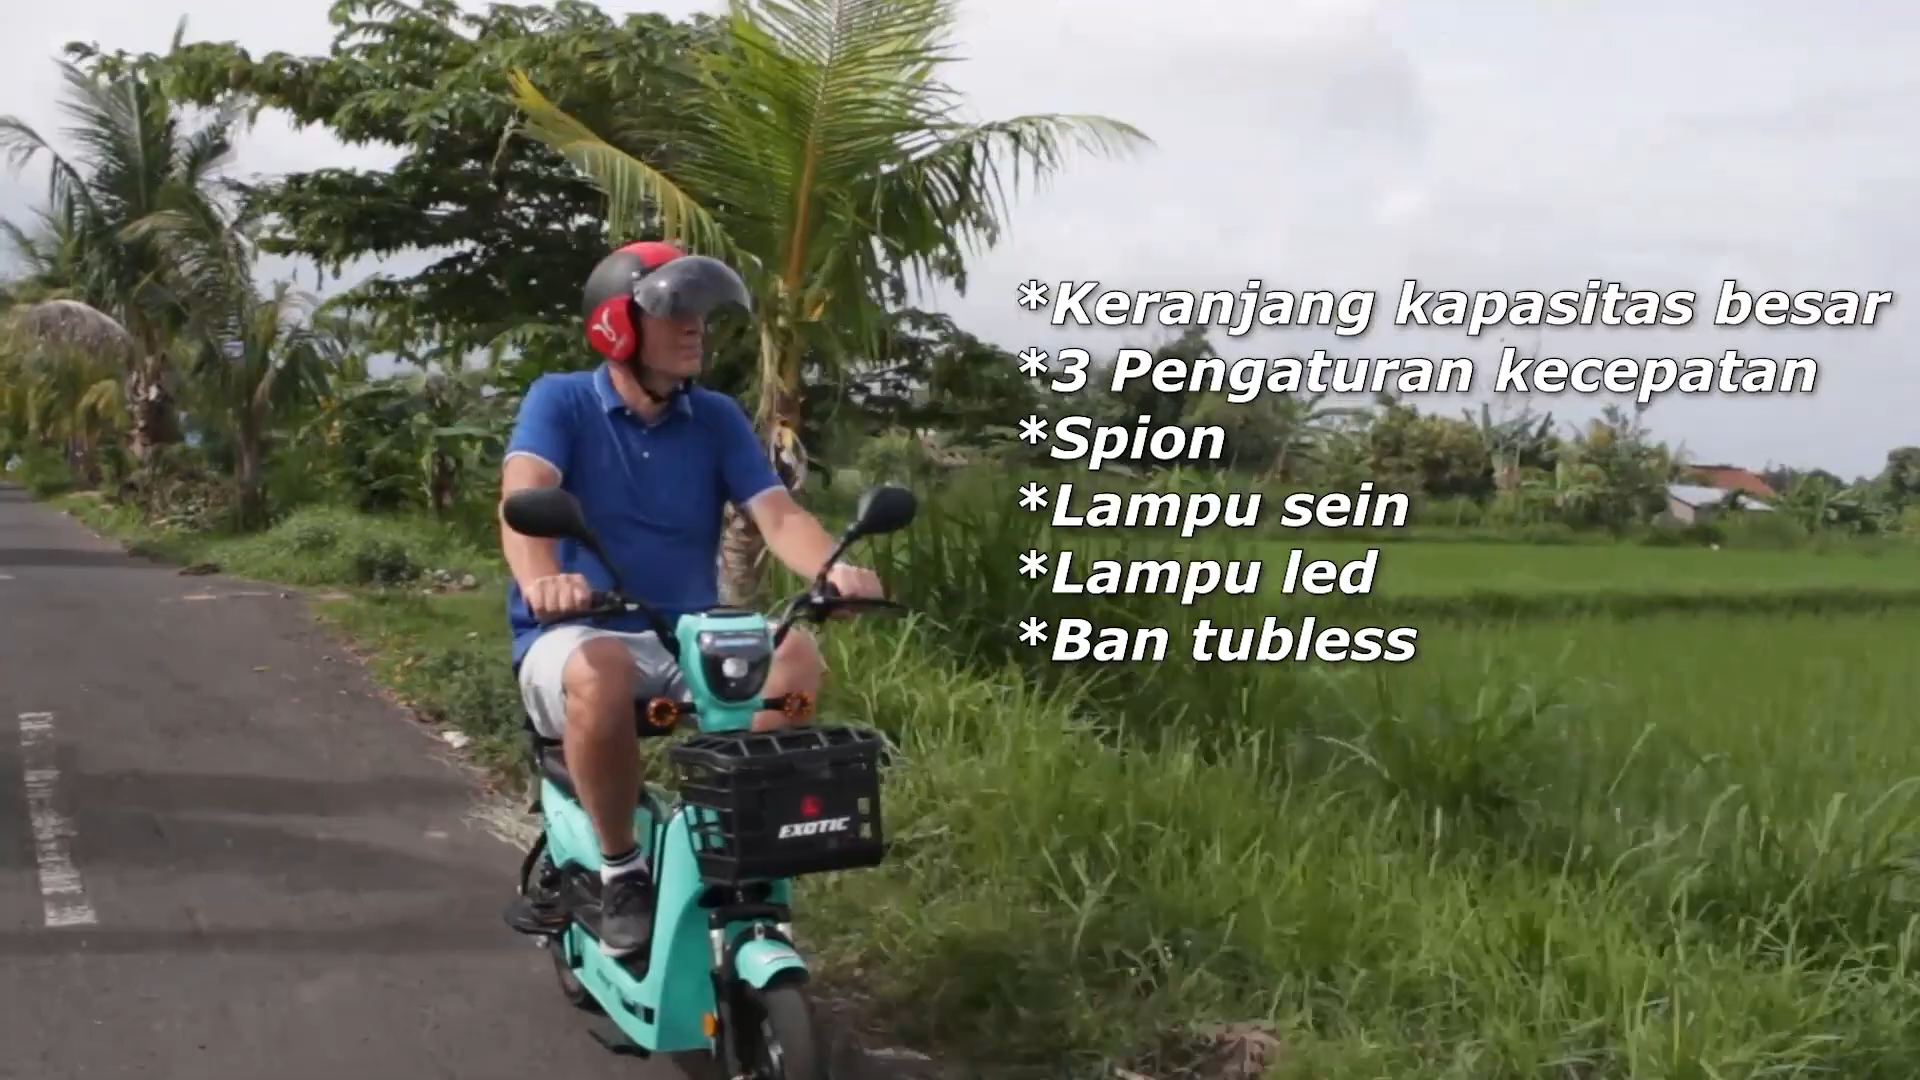 *Keranjang kapasitas besar
*3 Pengaturan kecepatan
*Spion
*Lampu sein
*Lampu led
*Ban tubless
EXOTIC